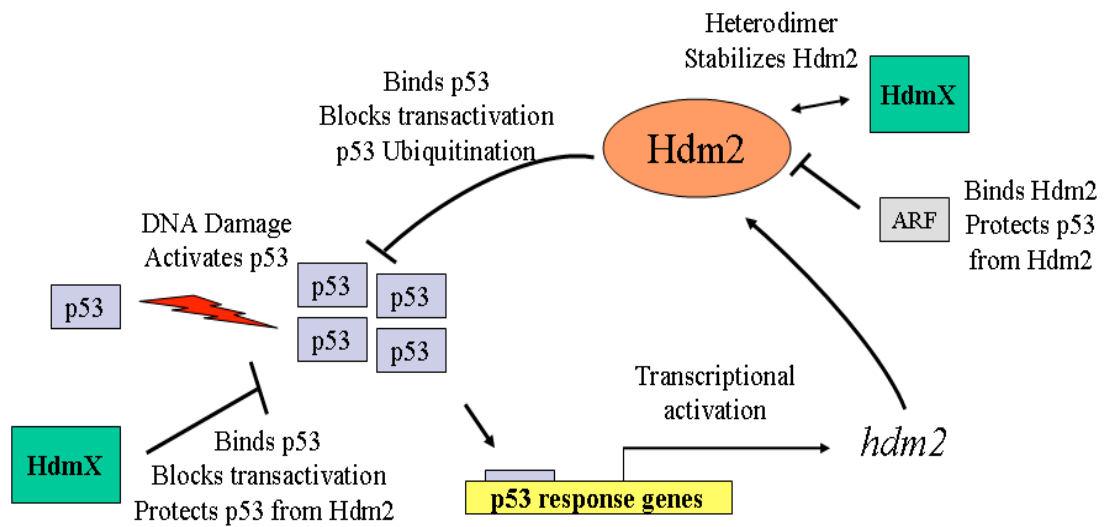 Heterodimer
Stabilizes Hdm2
HdmX
Binds p53
Blocks transactivation
p53 Ubiquitination
Hdm2
ARF
Binds Hdm2
Protects p53
from Hdm2
DNA Damage
Activates p53
p53
p53
p53
p53
p53
HdmX
Binds p53
Blocks transactivation
Protects p53 from Hdm2
Transcriptional
activation
hdm2
p53 response genes